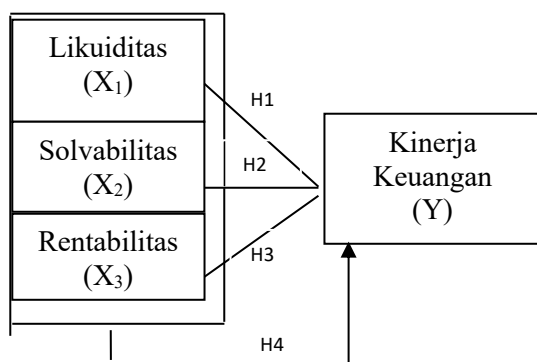 Likuiditas
(X₁)
H1
Solvabilitas
(X₂)
H2
Kinerja
Keuangan
(Y)
Rentabilitas
(X₃)
H3
H4